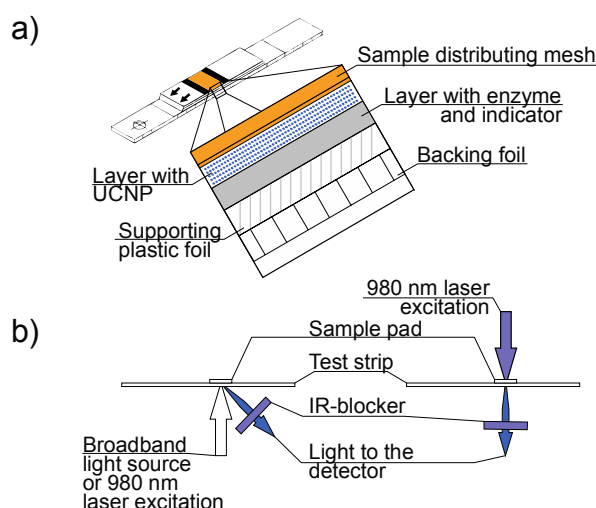 a)
Sample distributing mesh
Layer with enzyme
and indicator
Backing foil
Layer with
UCNP
Supporting
plastic foil
980 nm laser
excitation
b)
Sample pad
Test strip
IR-blocker
Light to the
detector
Broadband
light source
or 980 nm
laser excitation